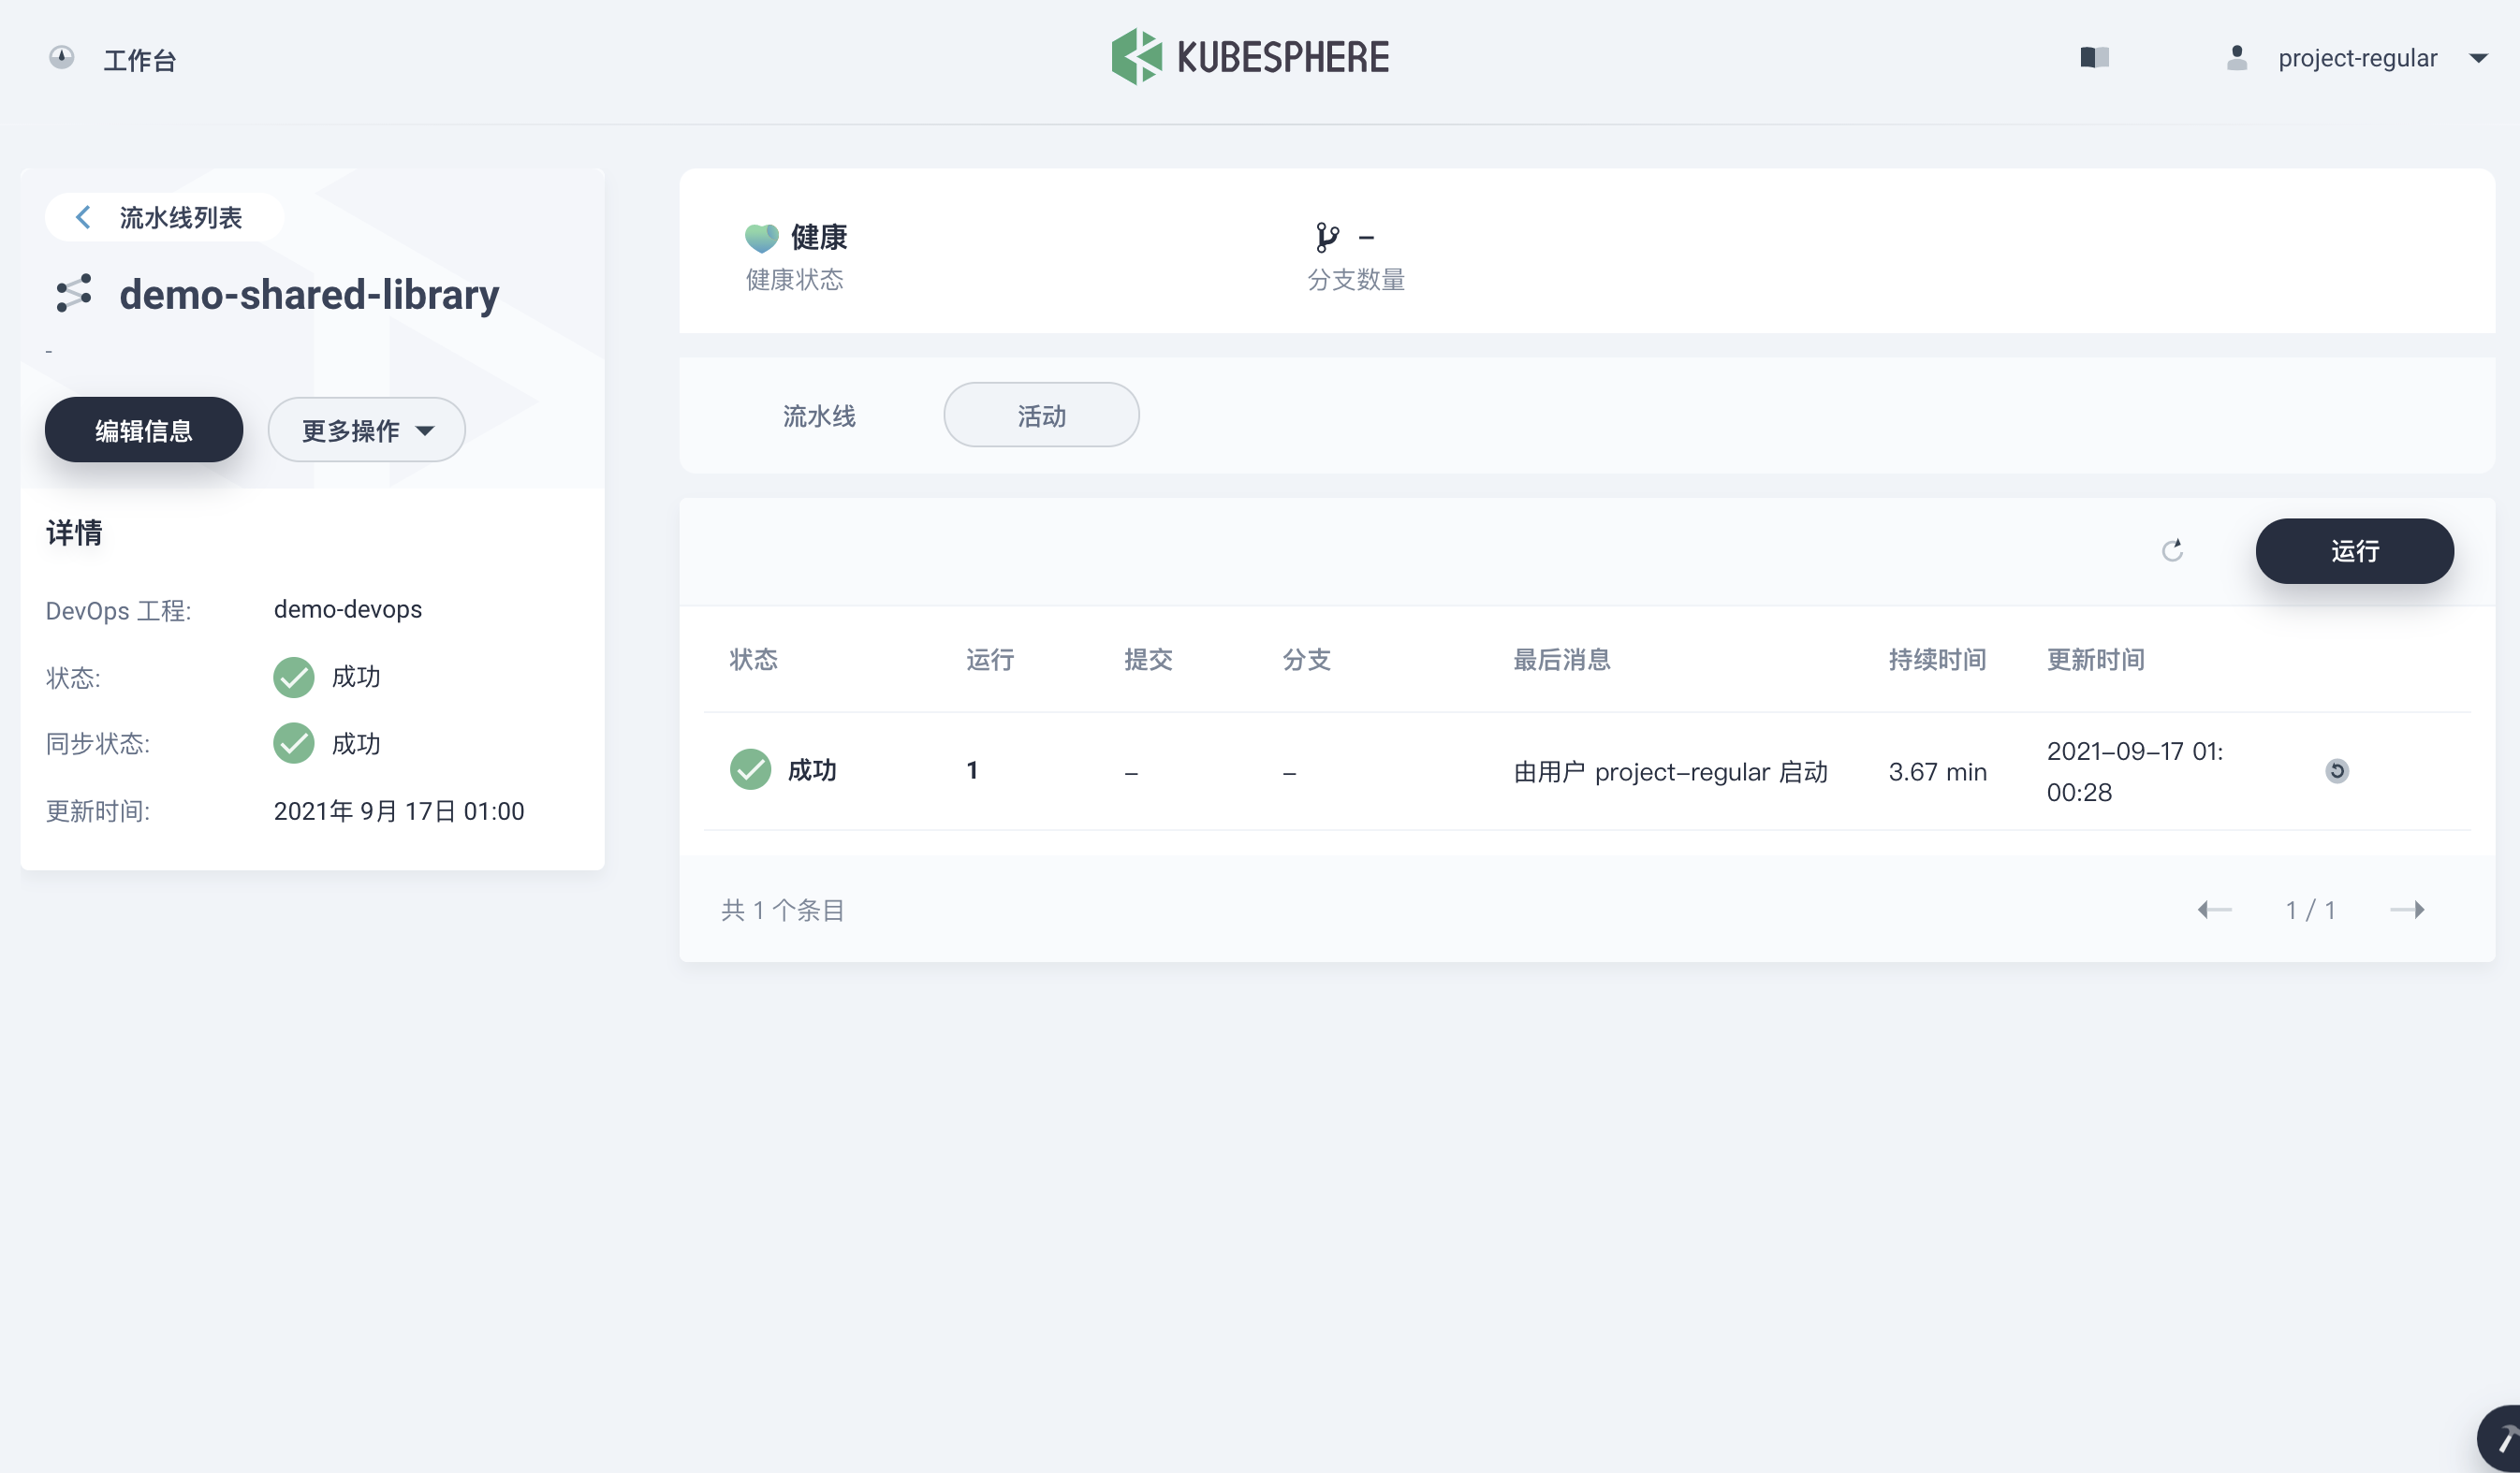 工作台
KUBESPHERE
project-regular
流水线列表
demo-shared-library
-
编辑信息
更多操作
详情
DevOps 工程:
demo-devops
状态:
成功
同步状态:
成功
更新时间:
2021年 9月 17日 01:00
健康
健康状态
–
分支数量
流水线
活动
运行
状态
运行
提交
分支
最后消息
持续时间
更新时间
成功
1
–
–
由用户 project–regular 启动
3.67 min
2021–09–17 01:
00:28
共 1 个条目
1 / 1